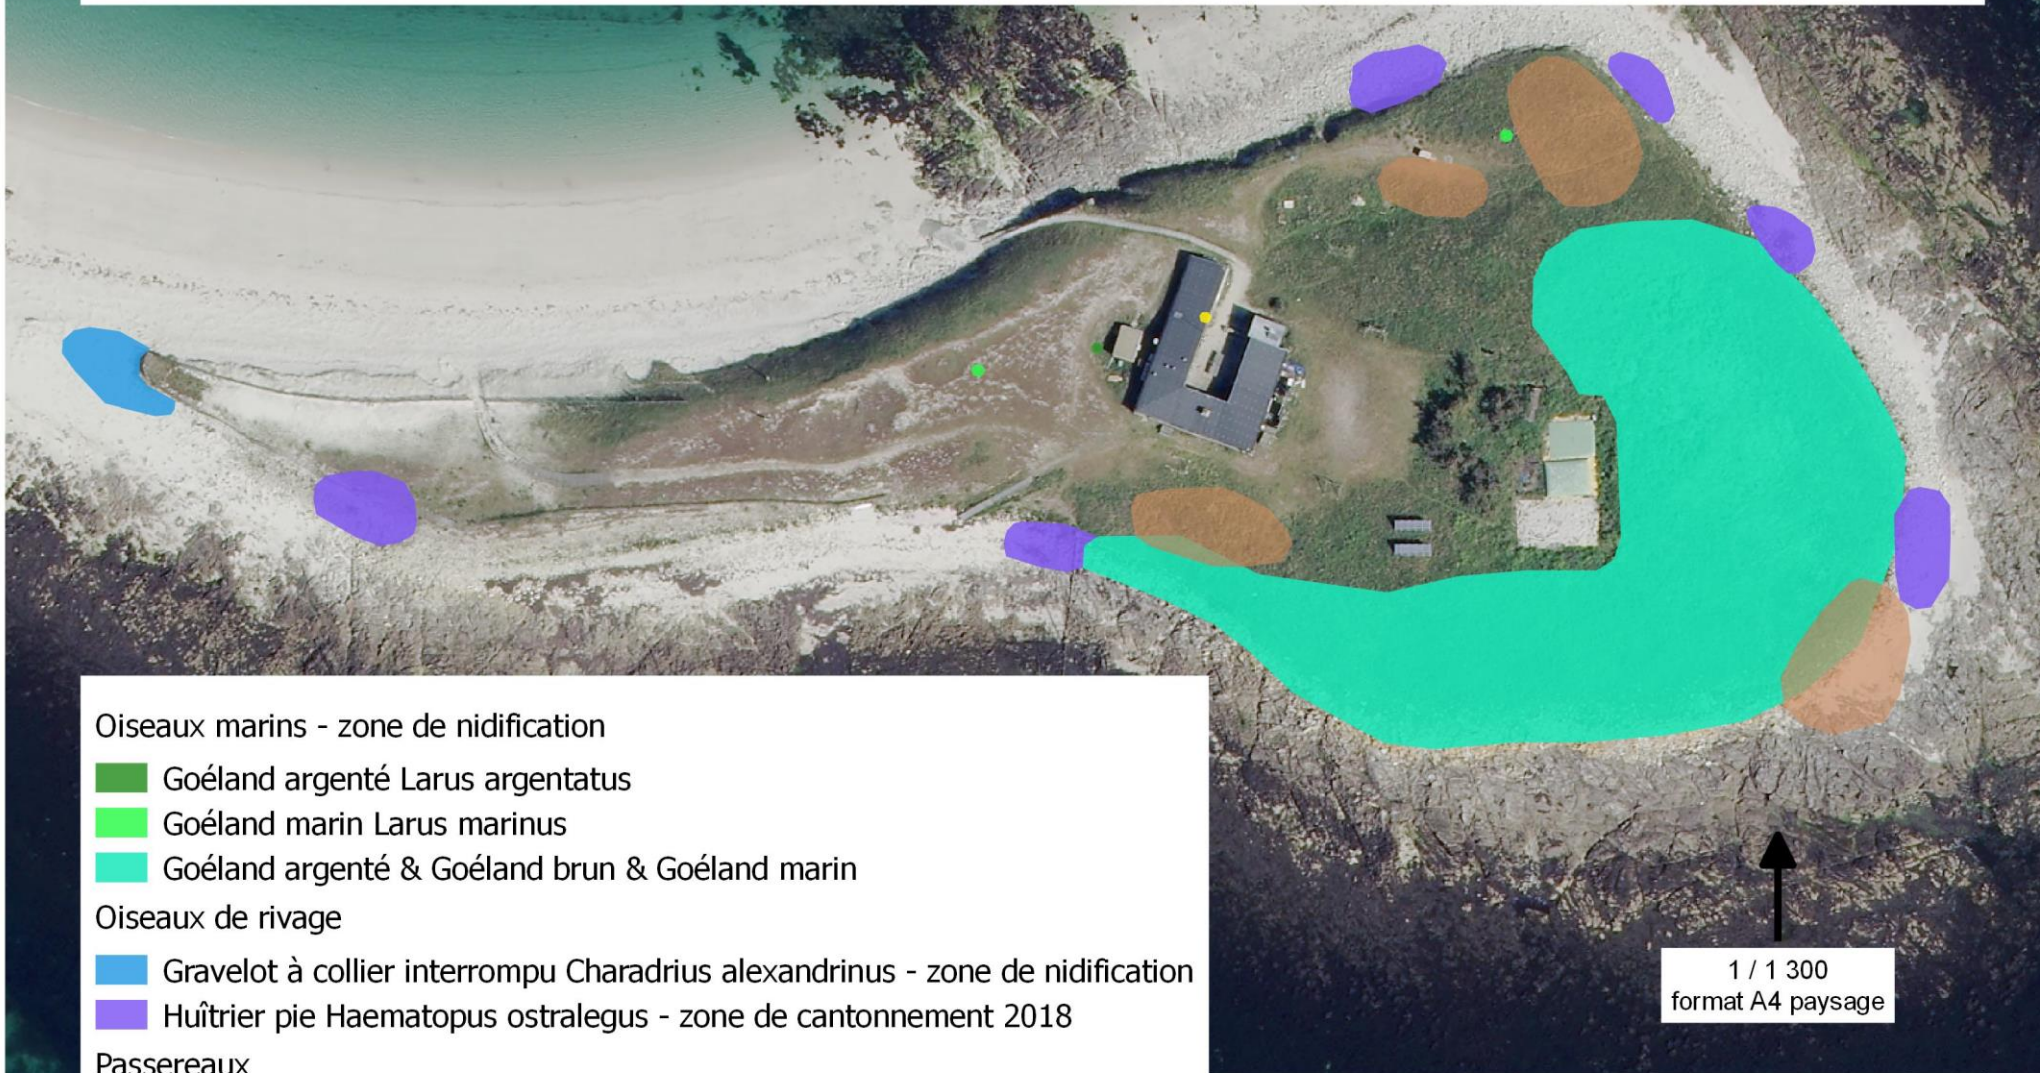 Oiseaux marins - zone de nidification
Goéland argenté Larus argentatus
Goéland marin Larus marinus
Goéland argenté & Goéland brun & Goéland marin
Oiseaux de rivage
Gravelot à collier interrompu Charadrius alexandrinus - zone de nidification
Huîtrier pie Haematopus ostralegus - zone de cantonnement 2018
Passereaux
1 / 1 300
format A4 paysage